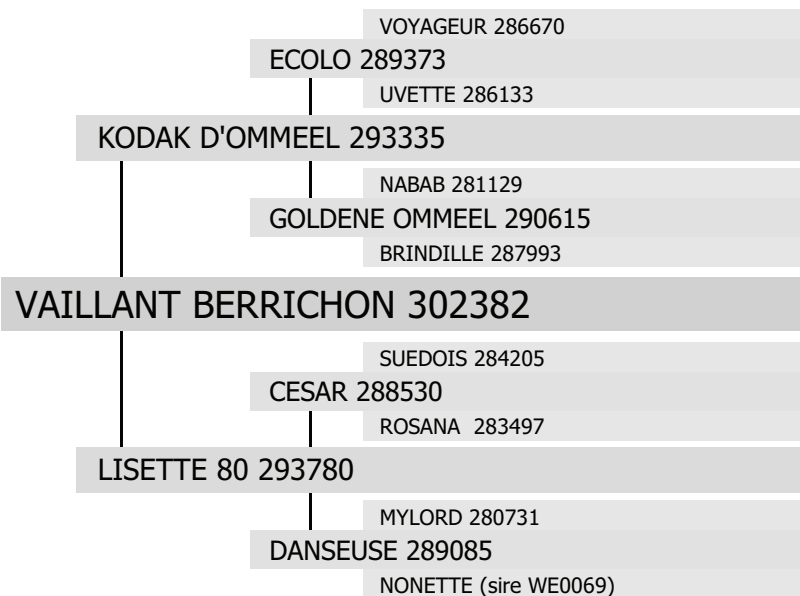 VOYAGEUR 286670
ECOLO 289373
UVETTE 286133
KODAK D'OMMEEL 293335
NABAB 281129
GOLDENE OMMEEL 290615
BRINDILLE 287993
VAILLANT BERRICHON 302382
SUEDOIS 284205
CESAR 288530
ROSANA 283497
LISETTE 80 293780
MYLORD 280731
DANSEUSE 289085
NONETTE (sire WE0069)